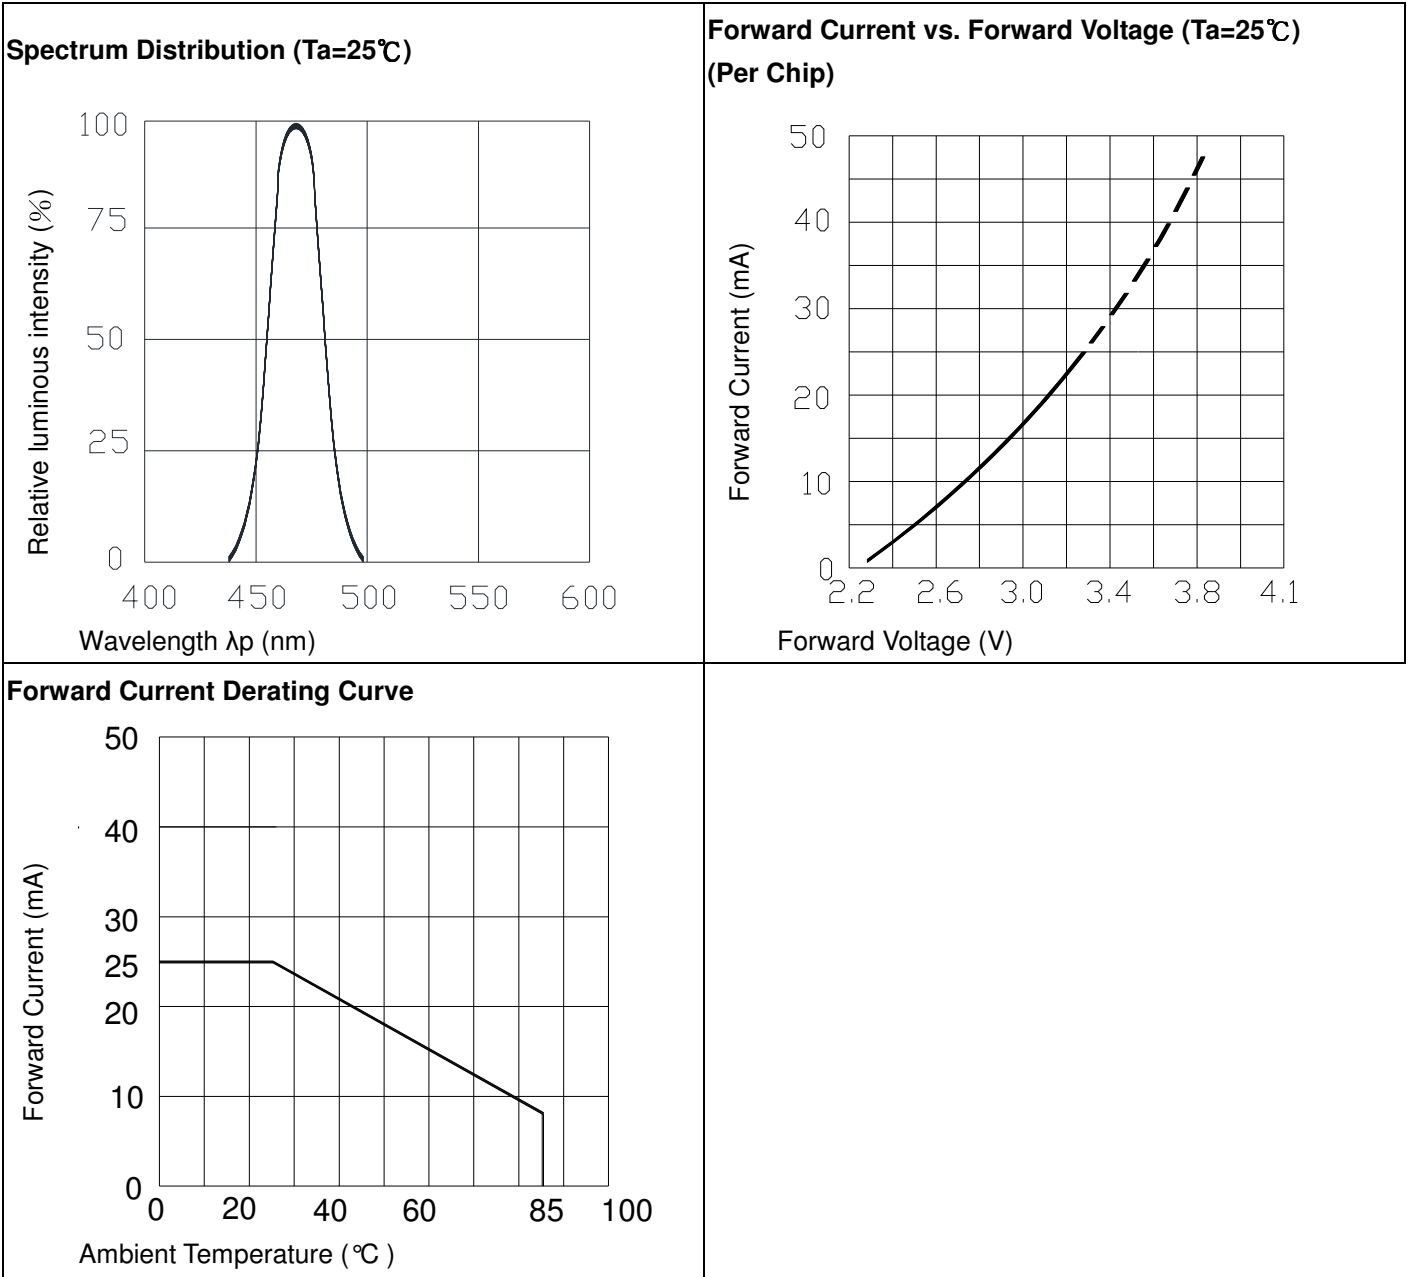 Spectrum Distribution (Ta=25℃)
100
75
50
25
0
400 450 500 550 600
Relative luminous intensity (%)
Wavelength λp (nm)
Forward Current vs. Forward Voltage (Ta=25℃)
(Per Chip)
50
40
30
20
10
0
2.2 2.6 3.0 3.4 3.8 4.1
Forward Current (mA)
Forward Voltage (V)
Forward Current Derating Curve
50
40
30
25
20
10
0
0 20 40 60 85 100
Forward Current (mA)
Ambient Temperature (℃ )